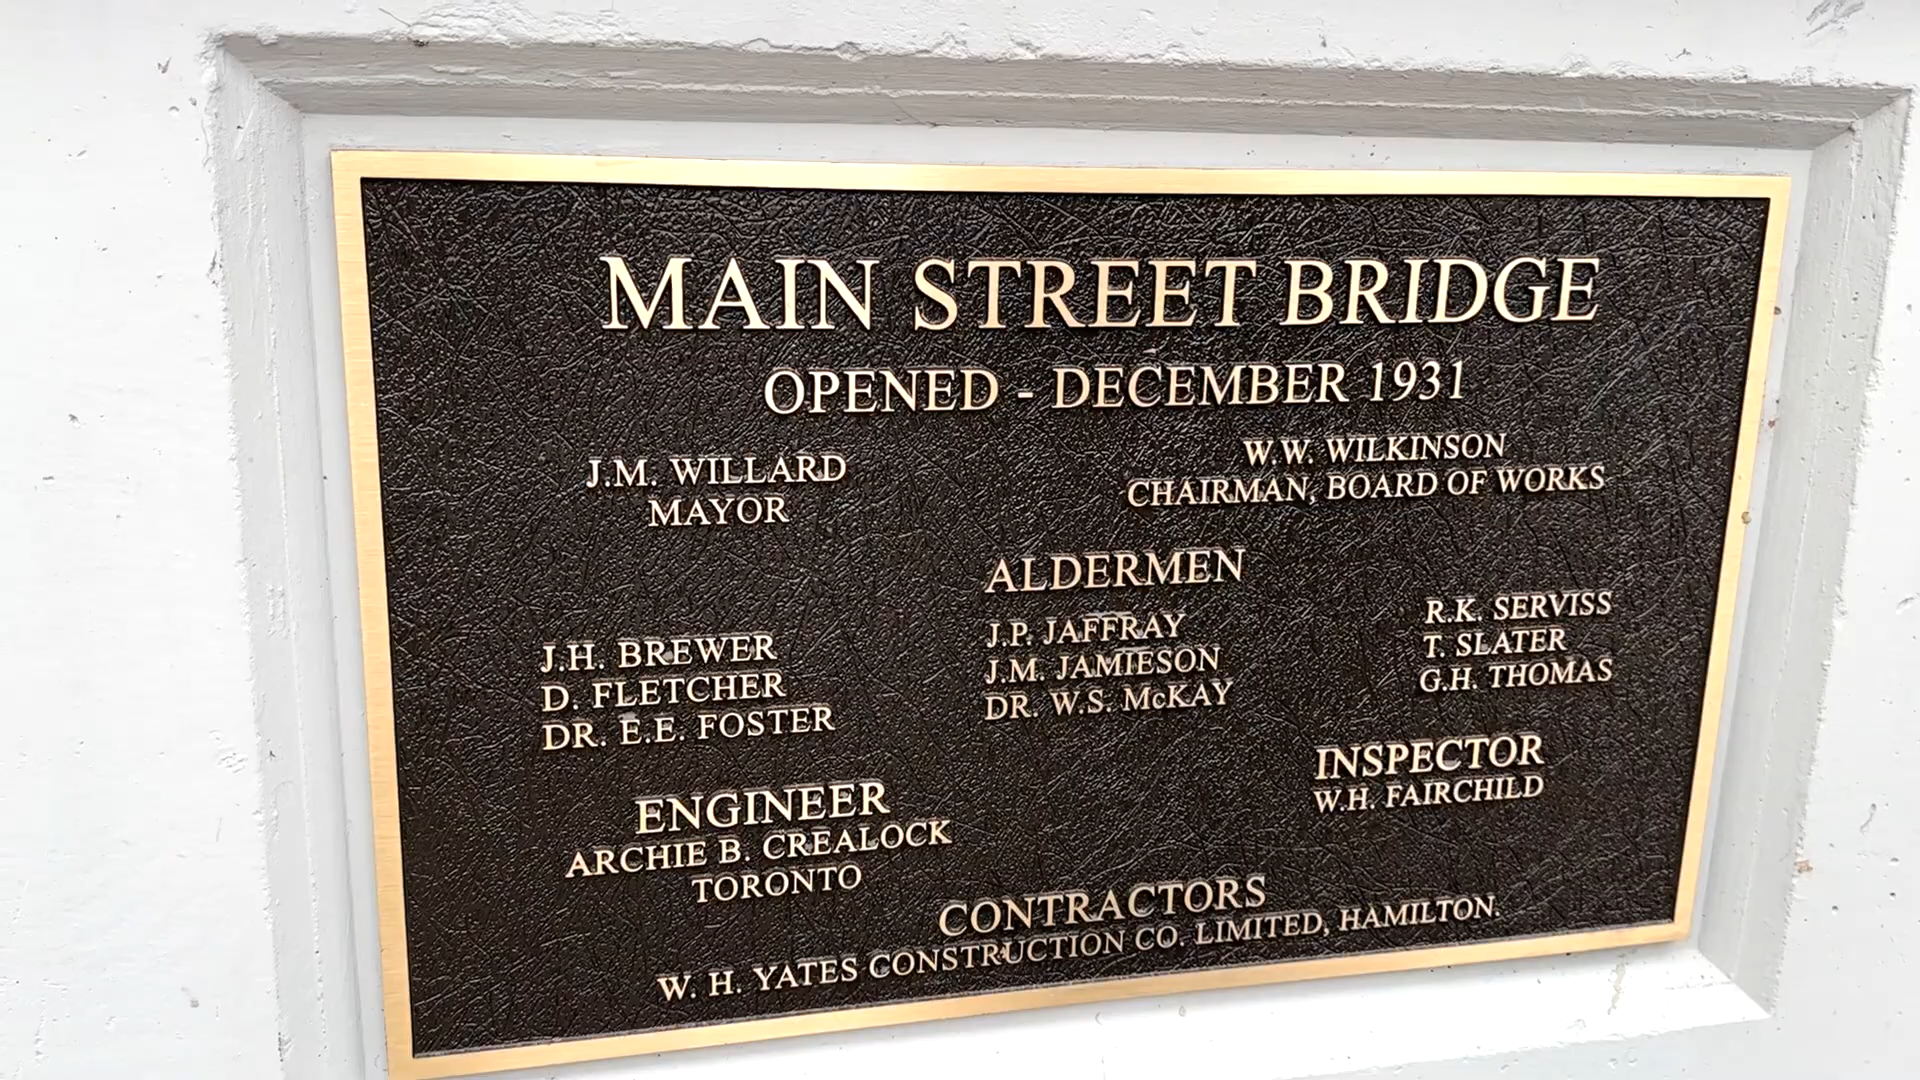 MAIN STREET BRIDGE
OPENED - DECEMBER 1931
J.M. WILLARD
MAYOR
W.W. WILKINSON
CHAIRMAN, BOARD OF WORKS
ALDERMEN
J.H. BREWER
D. FLETCHER
DR. E.E. FOSTER
J.P. JAFFRAY
J.M. JAMIESON
DR. W.S. McKAY
R.K. SERVISS
T. SLATER
G.H. THOMAS
ENGINEER
ARCHIE B. CREALOCK
TORONTO
INSPECTOR
W.H. FAIRCHILD
CONTRACTORS
W. H. YATES CONSTRUCTION CO. LIMITED, HAMILTON.